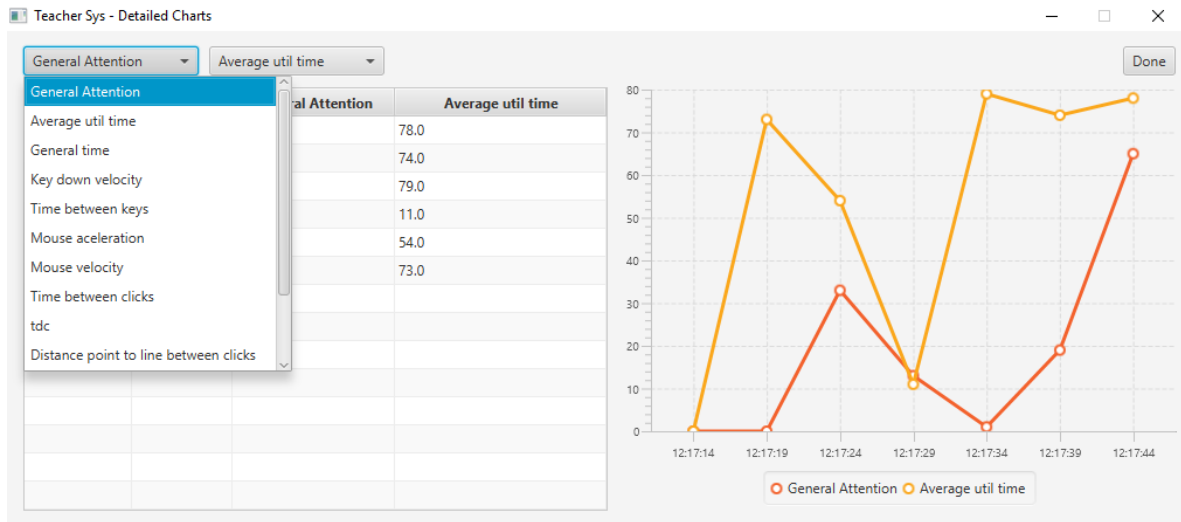 Teacher Sys - Detailed Charts
General Attention
Average util time
Done
General Attention
Average util time
General time
Key down velocity
Time between keys
Mouse aceleration
Mouse velocity
Time between clicks
tdc
Distance point to line between clicks
ral Attention
Average util time
78.0
74.0
79.0
11.0
54.0
73.0
80
70
60
50
40
30
20
10
0
12:17:14 12:17:19 12:17:24 12:17:29 12:17:34 12:17:39 12:17:44
General Attention Average util time